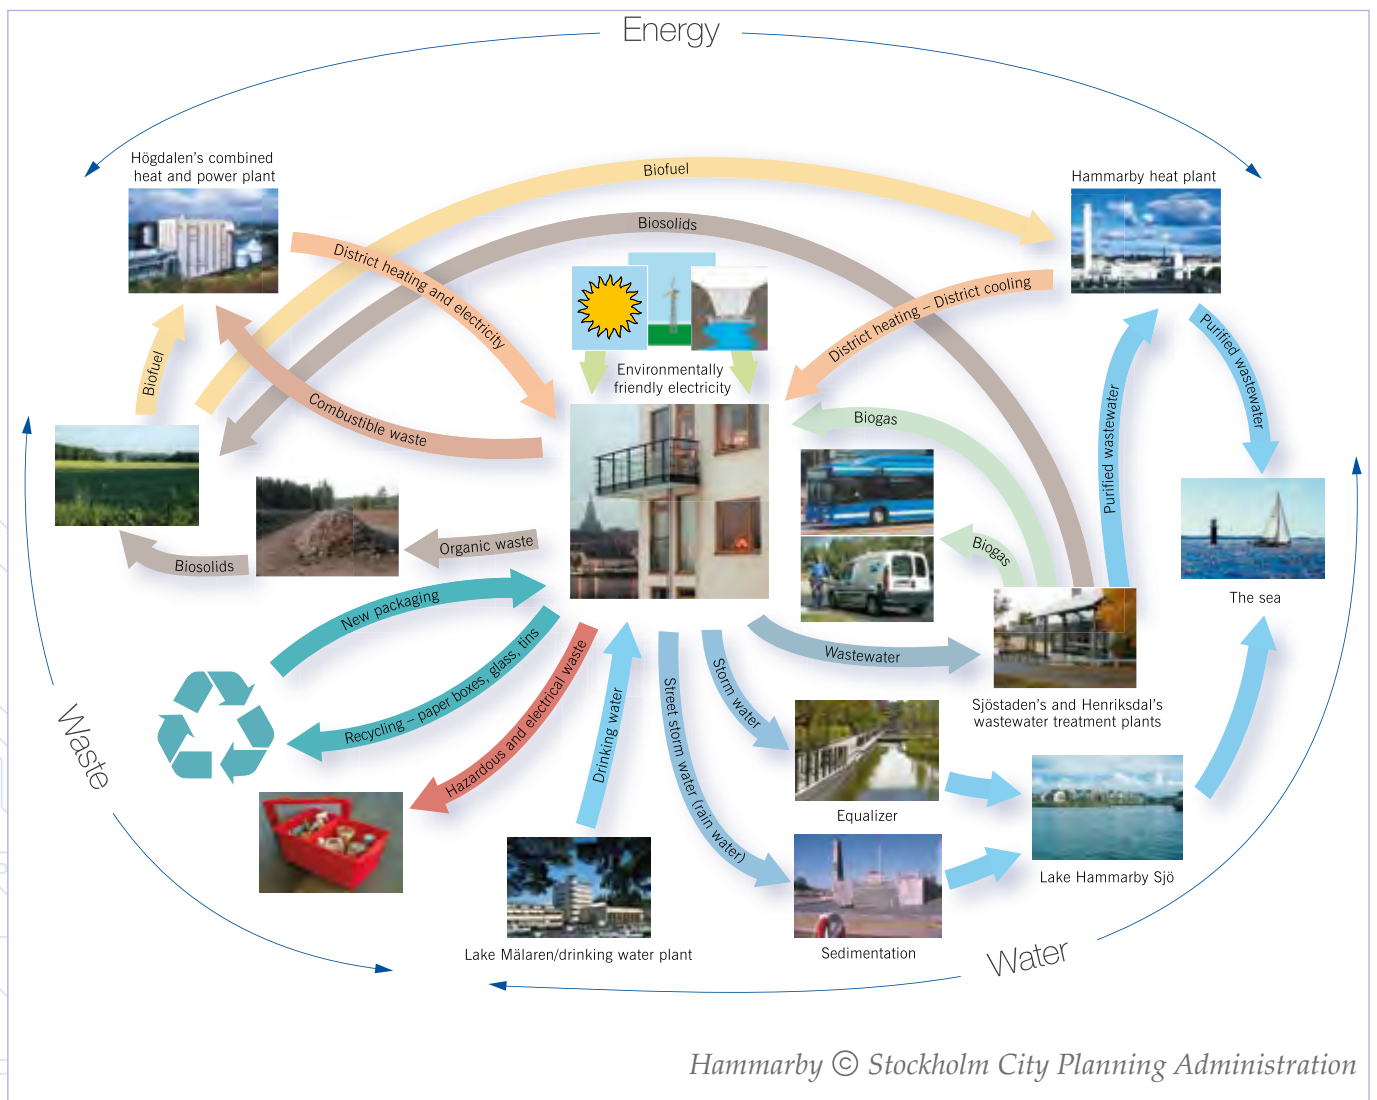 Energy
Högdalen's combined
heat and power plant
Biofuel
Hammarby heat plant
Biosolids
District heating and electricity
District heating – District cooling
Purified wastewater
Environmentally
friendly electricity
Biofuel
Combustible waste
Biogas
Purified wastewater
Organic waste
Biosolids
Biogas
New packaging
The sea
Recycling – paper boxes, glass, tins
Hazardous and electrical waste
Drinking water
Street storm water (rain water)
Storm water
Wastewater
Sjöstaden's and Henriksdal's
wastewater treatment plants
Waste
Equalizer
Lake Hammarby Sjö
Lake Mälaren/drinking water plant
Sedimentation
Water
Hammarby © Stockholm City Planning Administration